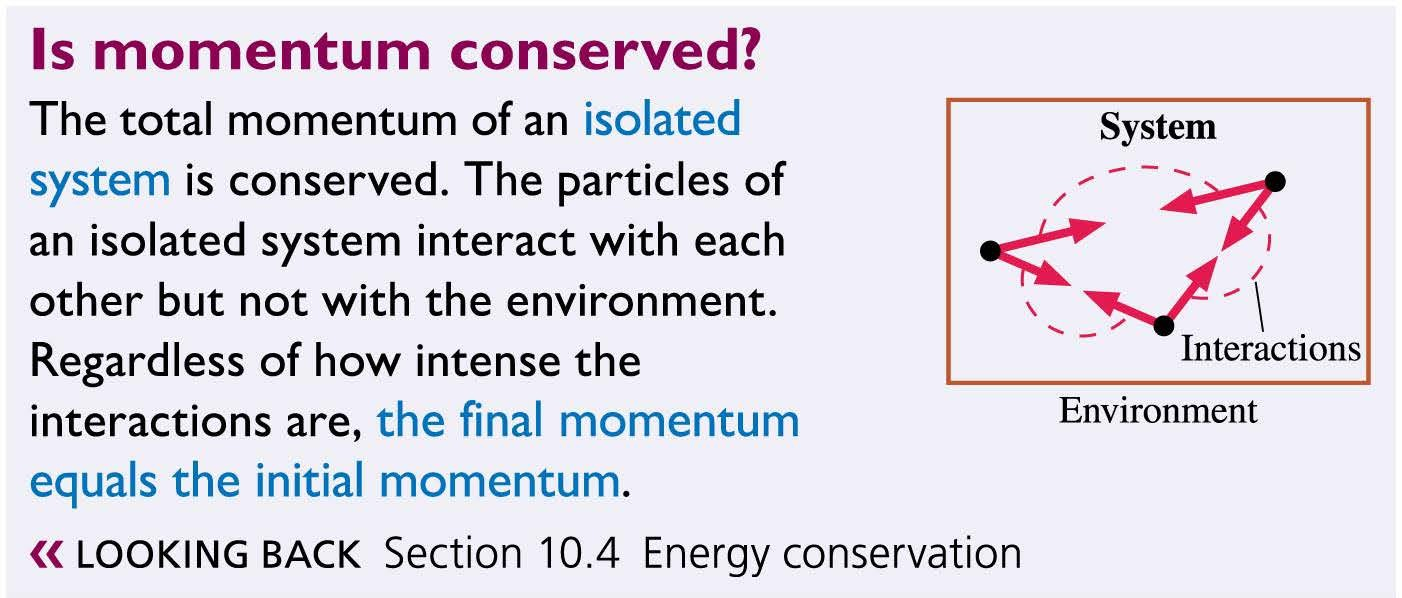 Is momentum conserved?
The total momentum of an isolated
system is conserved. The particles of
an isolated system interact with each
other but not with the environment.
Regardless of how intense the
interactions are, the final momentum
equals the initial momentum.
« LOOKING BACK Section 10.4 Energy conservation
System
Interactions
Environment